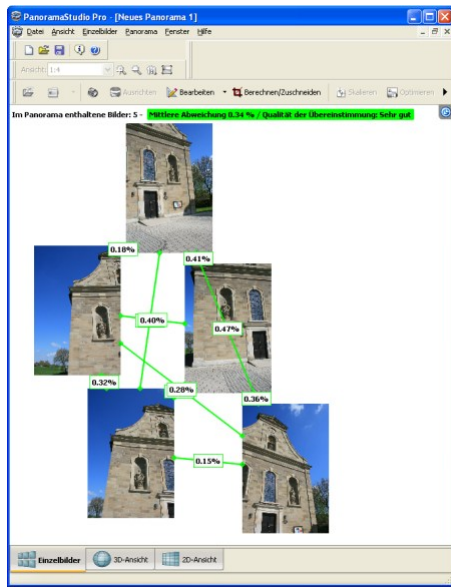 PanoramaStudio Pro - [Neues Panorama 1]
Datei Ansicht Einzelbilder Panorama Fenster Hilfe
Ansicht: 1:4
Ausrichten Bearbeiten Berechnen/Zuschneiden Skalieren Optimieren
Im Panorama enthaltene Bilder: 5 - Mittlere Abweichung 0.34 % / Qualität der Übereinstimmung: Sehr gut
0.18% 0.41%
0.40% 0.47%
0.32% 0.28% 0.36%
0.15%
Einzelbilder 3D-Ansicht 2D-Ansicht